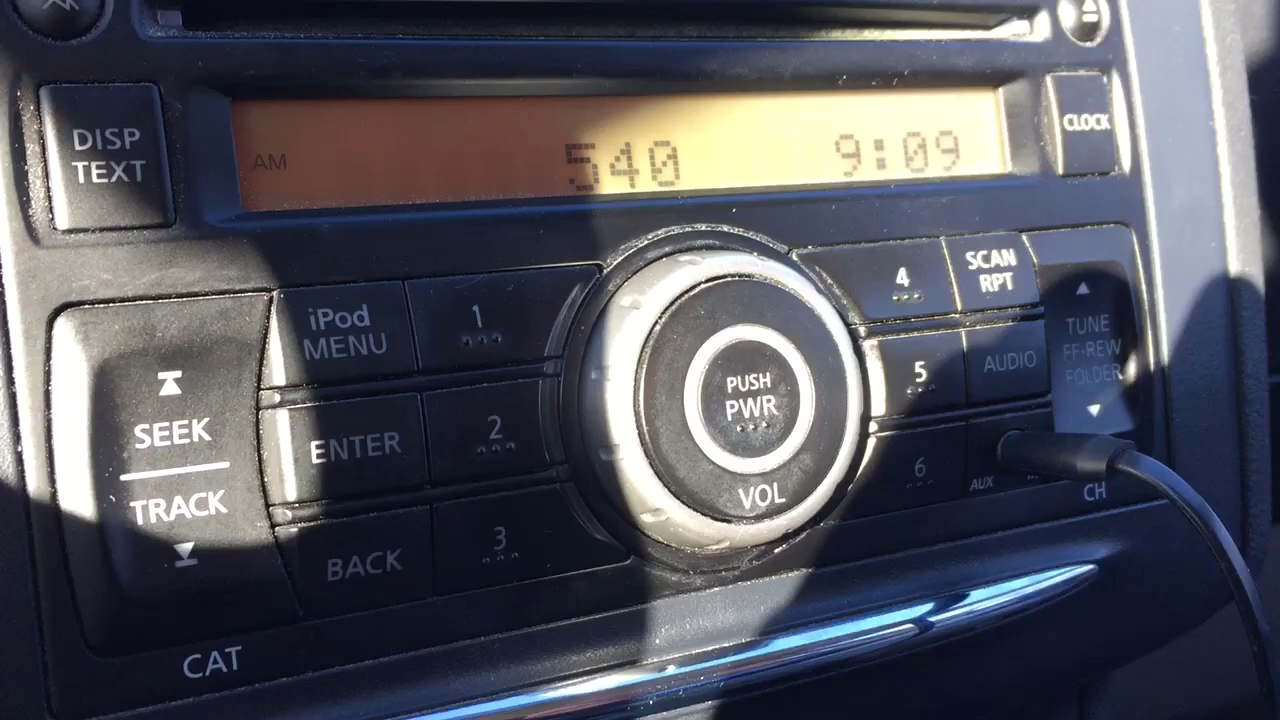 DISP
TEXT
AM
540
9:09
CLOCK
iPod
MENU
1
4
SCAN
RPT
TUNE
FF-REW
FOLDER
SEEK
TRACK
ENTER
2
PUSH
PWR
VOL
5
AUDIO
BACK
3
6
AUX
CH
CAT